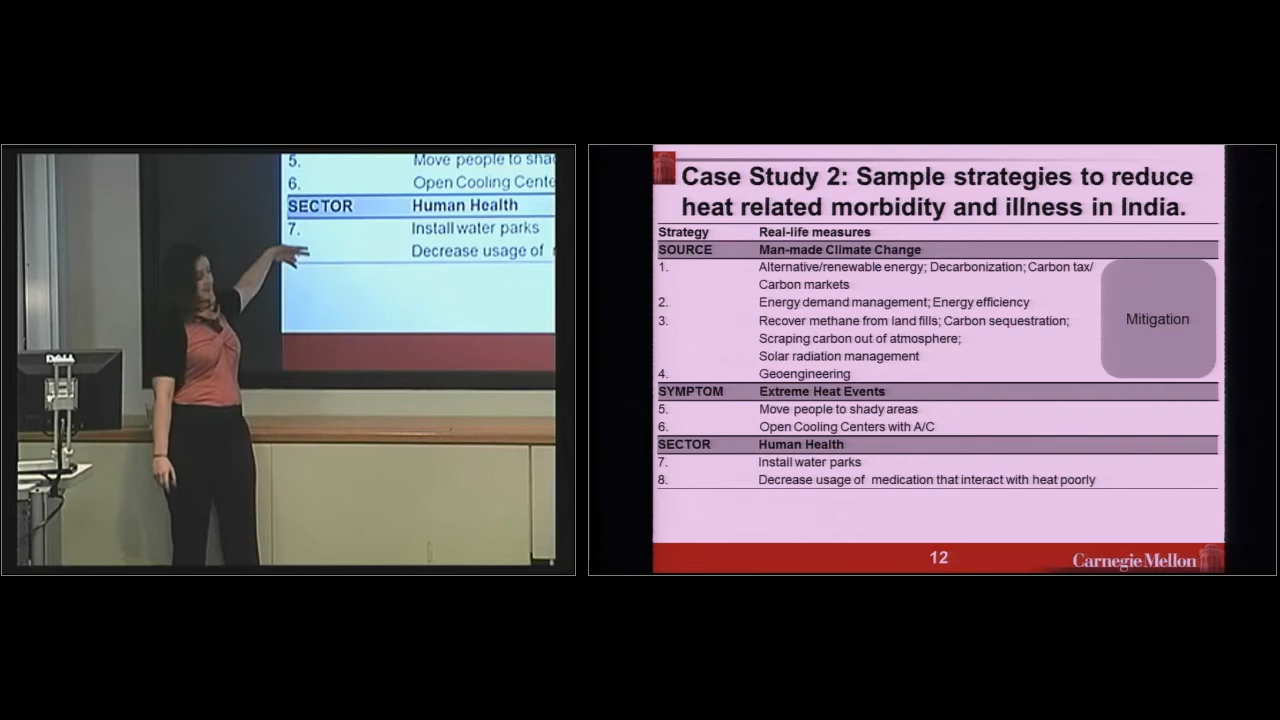 5. Move people to shad
6. Open Cooling Cente
SECTOR Human Health
7. Install water parks
Decrease usage of
DELL
Case Study 2: Sample strategies to reduce
heat related morbidity and illness in India.
Strategy Real-life measures
SOURCE Man-made Climate Change
1. Alternative/renewable energy; Decarbonization; Carbon tax/
Carbon markets
2. Energy demand management; Energy efficiency
3. Recover methane from land fills; Carbon sequestration;
Scraping carbon out of atmosphere;
Solar radiation management
4. Geoengineering
Mitigation
SYMPTOM Extreme Heat Events
5. Move people to shady areas
6. Open Cooling Centers with A/C
SECTOR Human Health
7. Install water parks
8. Decrease usage of medication that interact with heat poorly
12
Carnegie Mellon